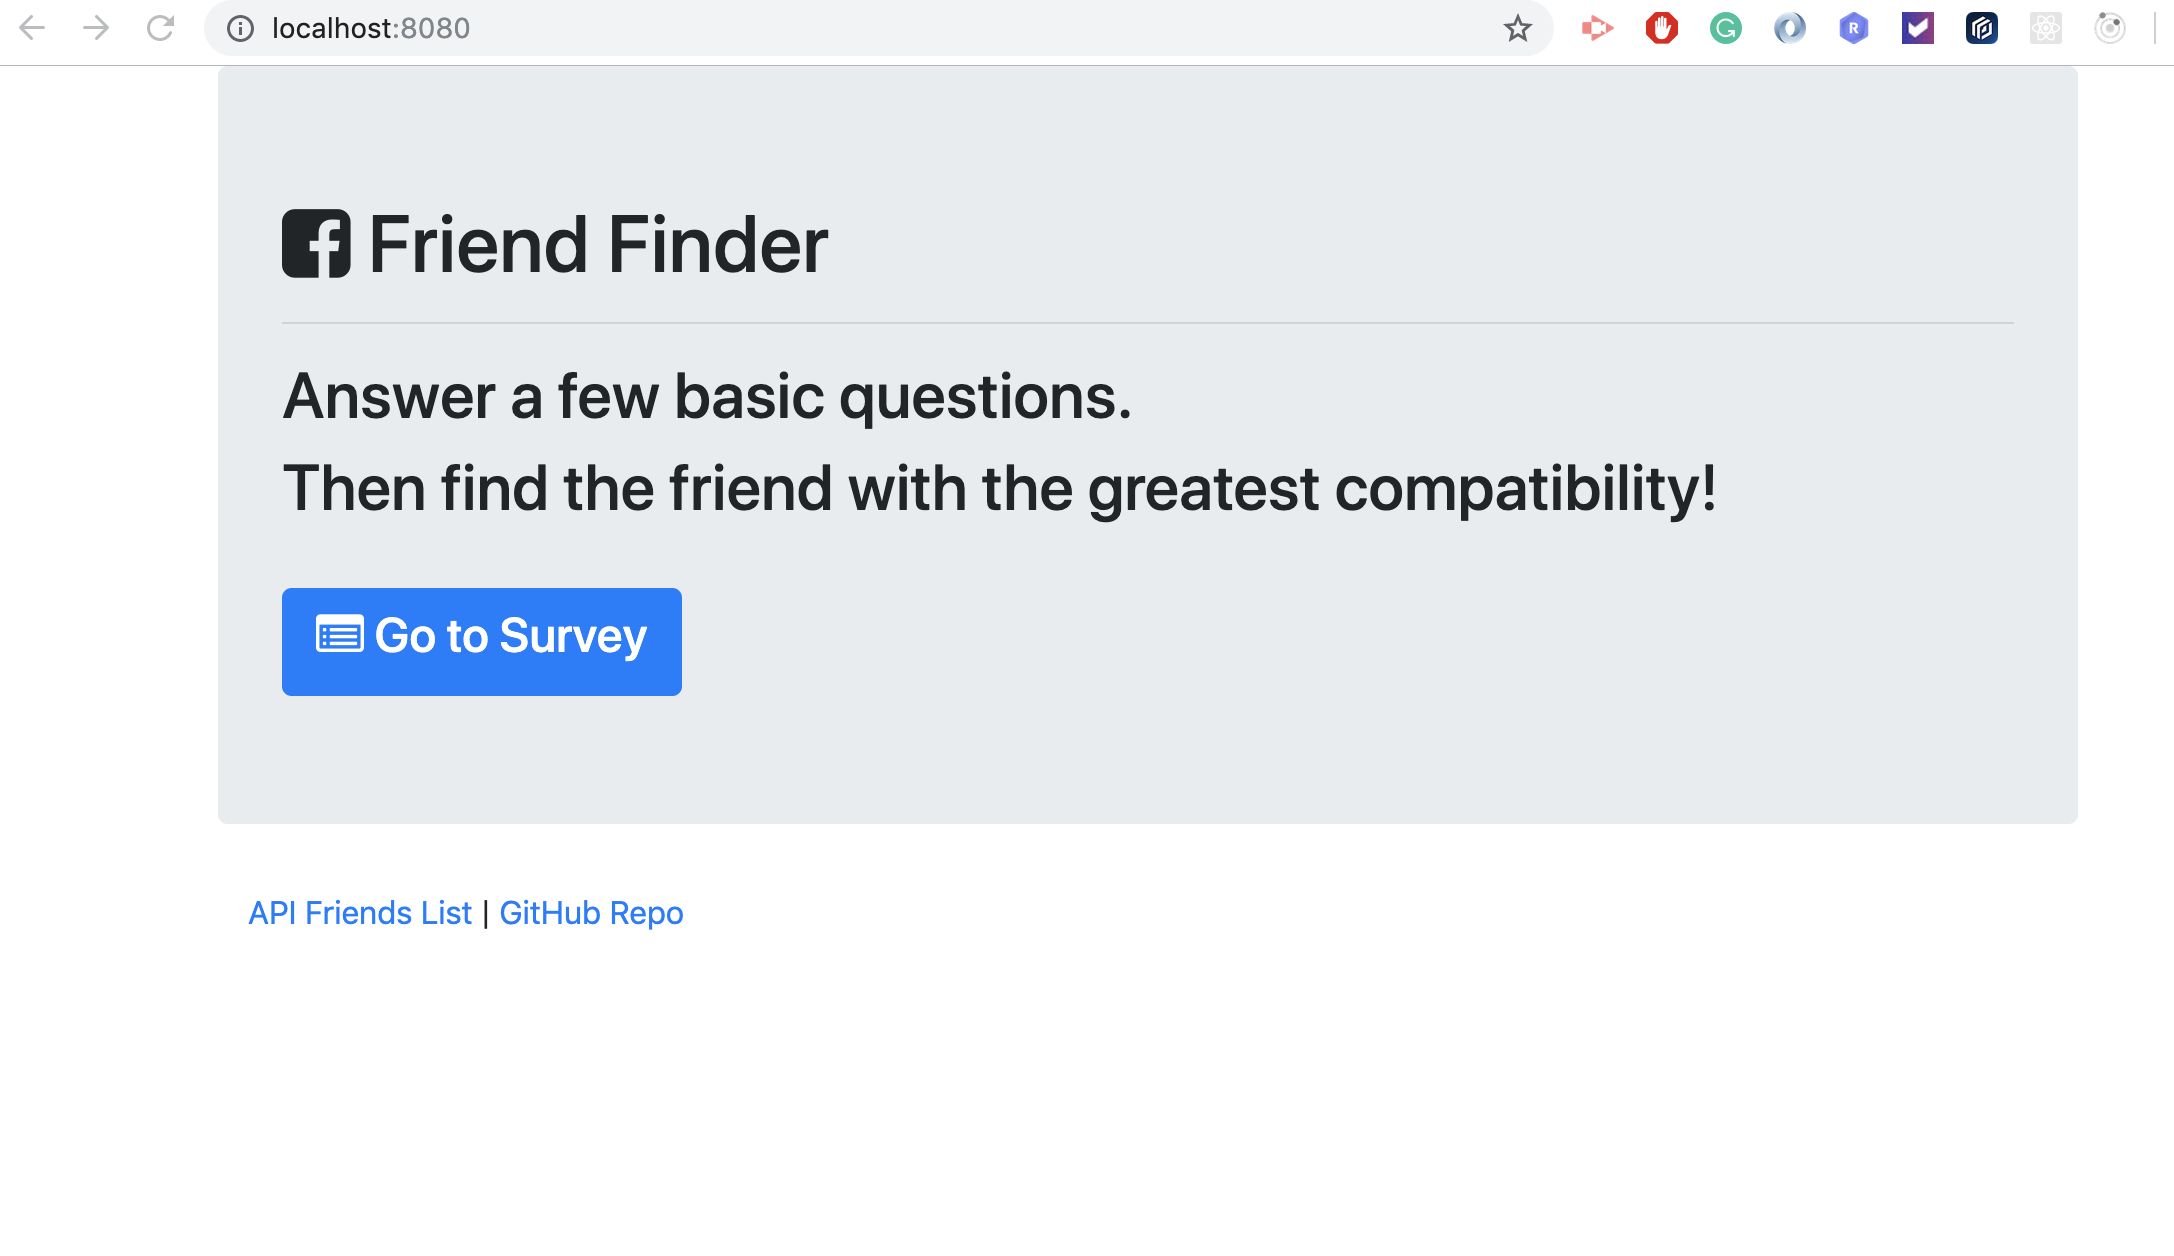 localhost:8080
Friend Finder
Answer a few basic questions.
Then find the friend with the greatest compatibility!
Go to Survey
API Friends List | GitHub Repo